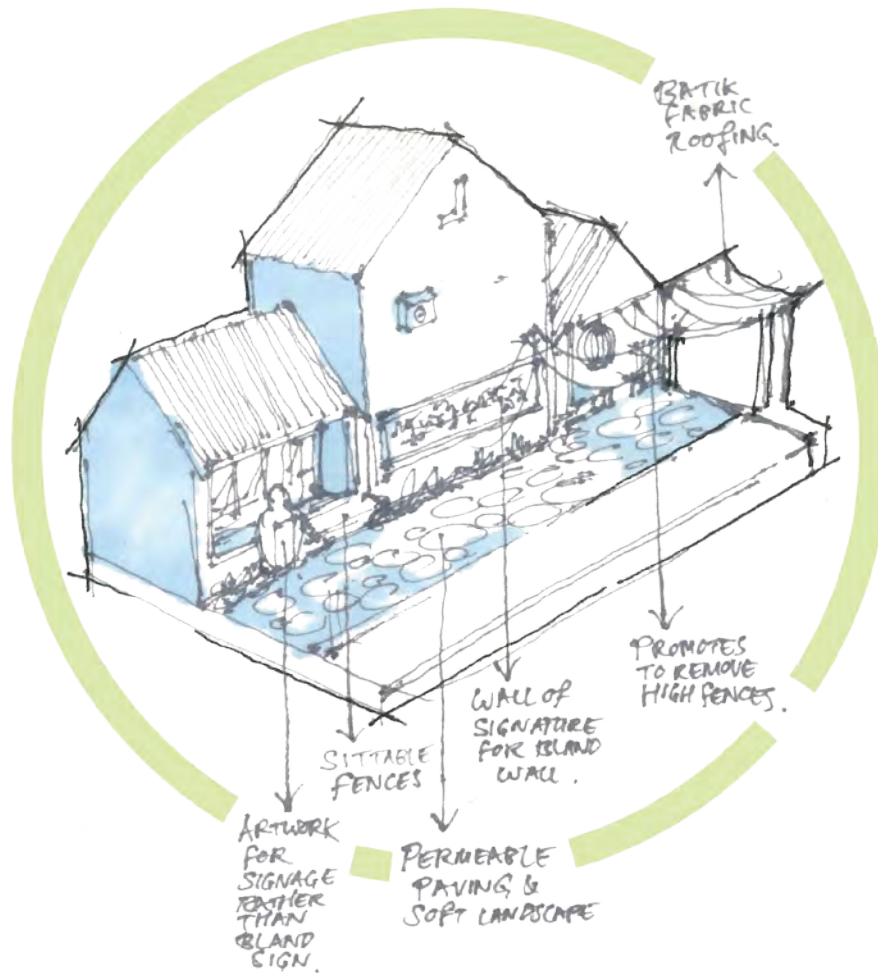 BATIK
FABRIC
ROOFING.
PROMOTES
TO REMOVE
HIGH FENCES.
WALL OF
SIGNATURE
FOR BLAND
WALL.
SITTABLE
FENCES
PERMEABLE
PAVING &
SOFT LANDSCAPE
ARTWORK
FOR
SIGNAGE
RATHER
THAN
BLAND
SIGN.